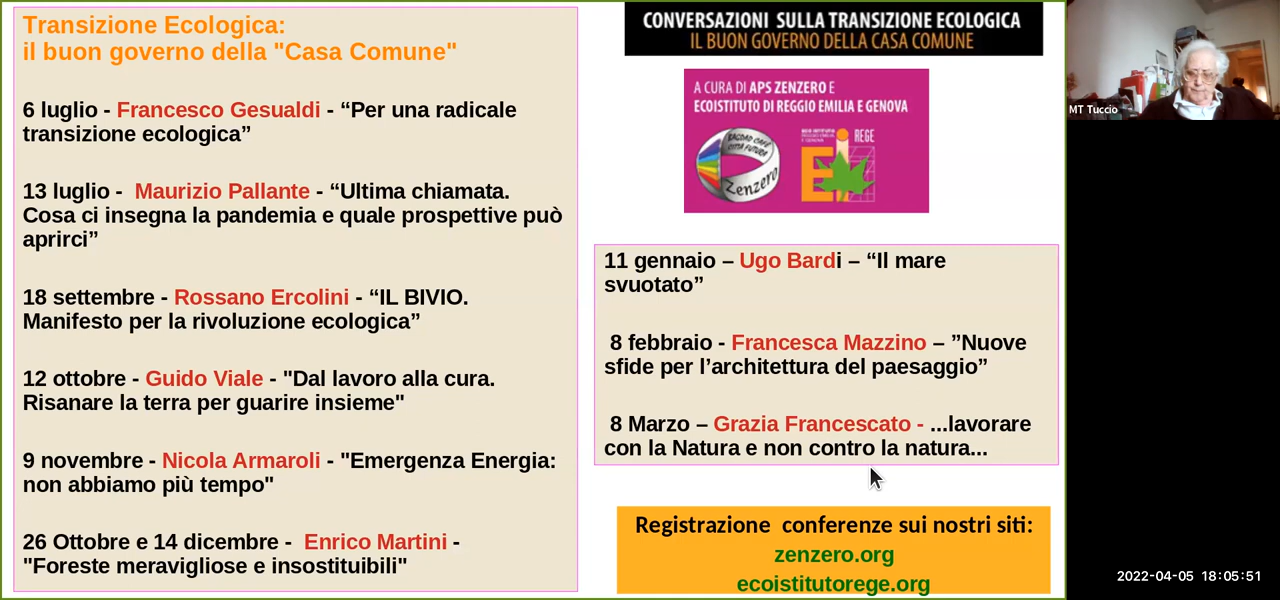 Transizione Ecologica:
il buon governo della "Casa Comune"
6 luglio - Francesco Gesualdi - “Per una radicale
transizione ecologica”
13 luglio - Maurizio Pallante - “Ultima chiamata.
Cosa ci insegna la pandemia e quale prospettive può
aprirci”
18 settembre - Rossano Ercolini - “IL BIVIO.
Manifesto per la rivoluzione ecologica”
12 ottobre - Guido Viale - "Dal lavoro alla cura.
Risanare la terra per guarire insieme"
9 novembre - Nicola Armaroli - "Emergenza Energia:
non abbiamo più tempo"
26 Ottobre e 14 dicembre - Enrico Martini -
"Foreste meravigliose e insostituibili"
CONVERSAZIONI SULLA TRANSIZIONE ECOLOGICA
IL BUON GOVERNO DELLA CASA COMUNE
A CURA DI APS ZENZERO E
ECOISTITUTO DI REGGIO EMILIA E GENOVA
BAGDAD CAFÈ
CITTÀ FUTURA
Zenzero
REGE
11 gennaio – Ugo Bardi – “Il mare
svuotato”
8 febbraio - Francesca Mazzino – ”Nuove
sfide per l’architettura del paesaggio”
8 Marzo – Grazia Francescato - ...lavorare
con la Natura e non contro la natura...
Registrazione conferenze sui nostri siti:
zenzero.org
ecoistitutorege.org
MT Tuccio
2022-04-05 18:05:51